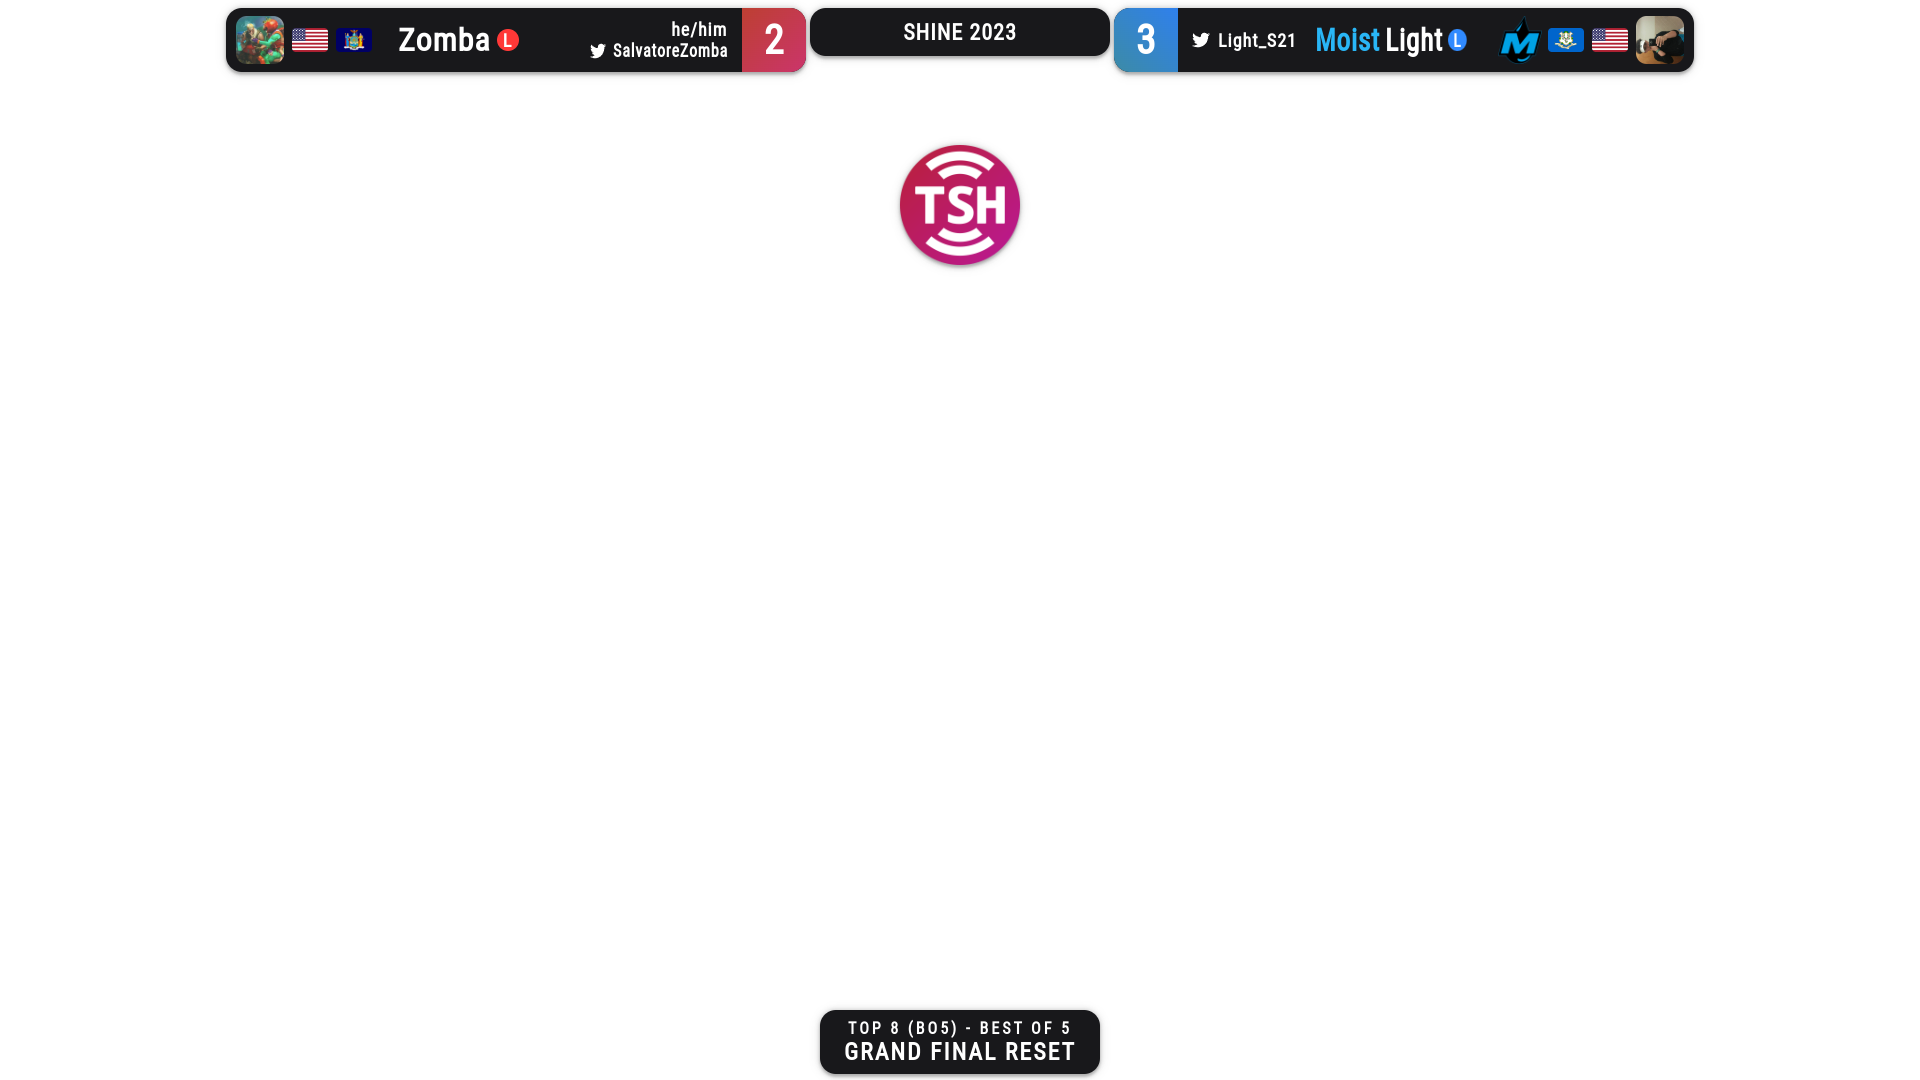 Zomba L
he/him
SalvatoreZomba
2
SHINE 2023
3
Light_S21
Moist Light L
M
TSH
TOP 8 (BO5) - BEST OF 5
GRAND FINAL RESET